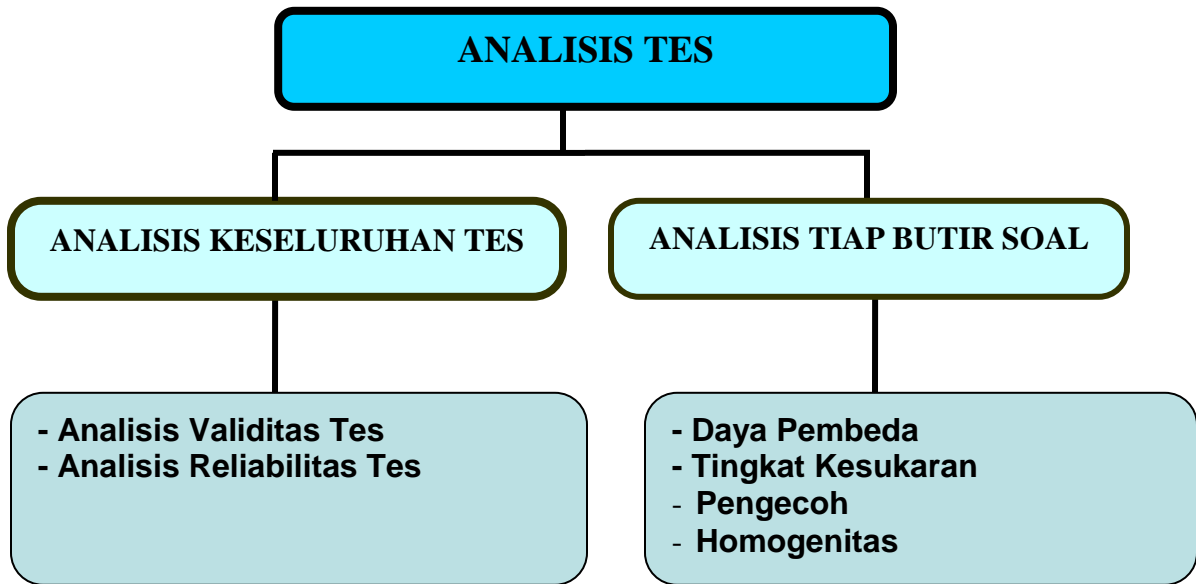 ANALISIS TES
ANALISIS KESELURUHAN TES
ANALISIS TIAP BUTIR SOAL
- Analisis Validitas Tes
- Analisis Reliabilitas Tes
- Daya Pembeda
- Tingkat Kesukaran
- Pengecoh
- Homogenitas